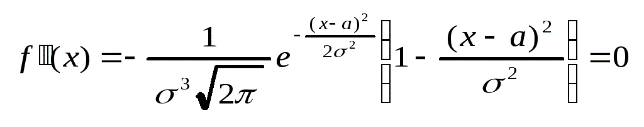 f″(x) = - 1/(σ³√(2π)) e^(-(x- a)²/(2σ²)) [1 - (x- a)²/σ²] = 0